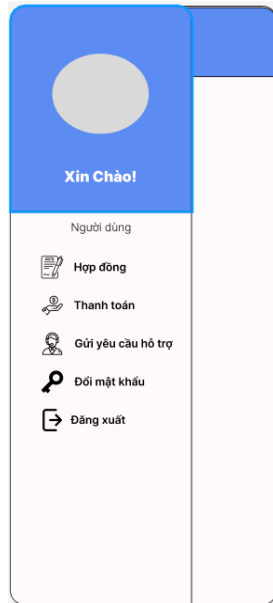 Xin Chào!
Người dùng
Hợp đồng
Thanh toán
Gửi yêu cầu hỗ trợ
Đổi mật khẩu
Đăng xuất